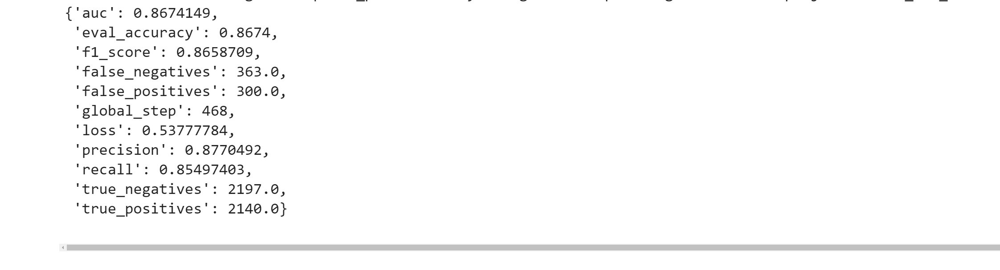 {'auc': 0.8674149,
'eval_accuracy': 0.8674,
'f1_score': 0.8658709,
'false_negatives': 363.0,
'false_positives': 300.0,
'global_step': 468,
'loss': 0.53777784,
'precision': 0.8770492,
'recall': 0.85497403,
'true_negatives': 2197.0,
'true_positives': 2140.0}